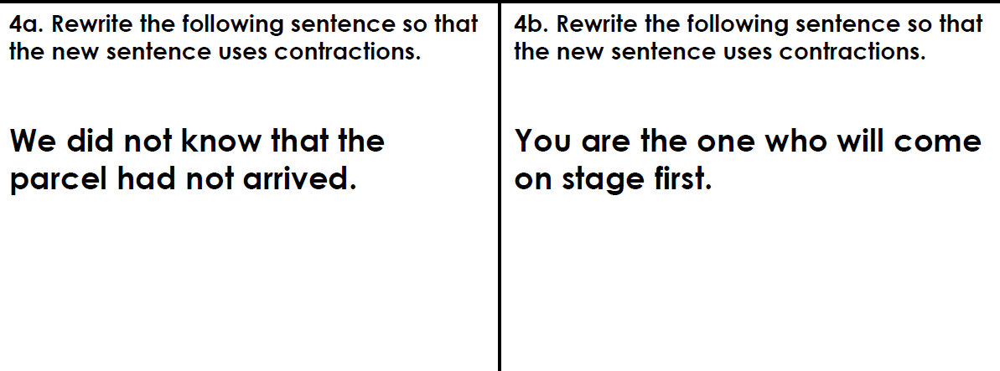 4a. Rewrite the following sentence so that
the new sentence uses contractions.
We did not know that the
parcel had not arrived.
4b. Rewrite the following sentence so that
the new sentence uses contractions.
You are the one who will come
on stage first.